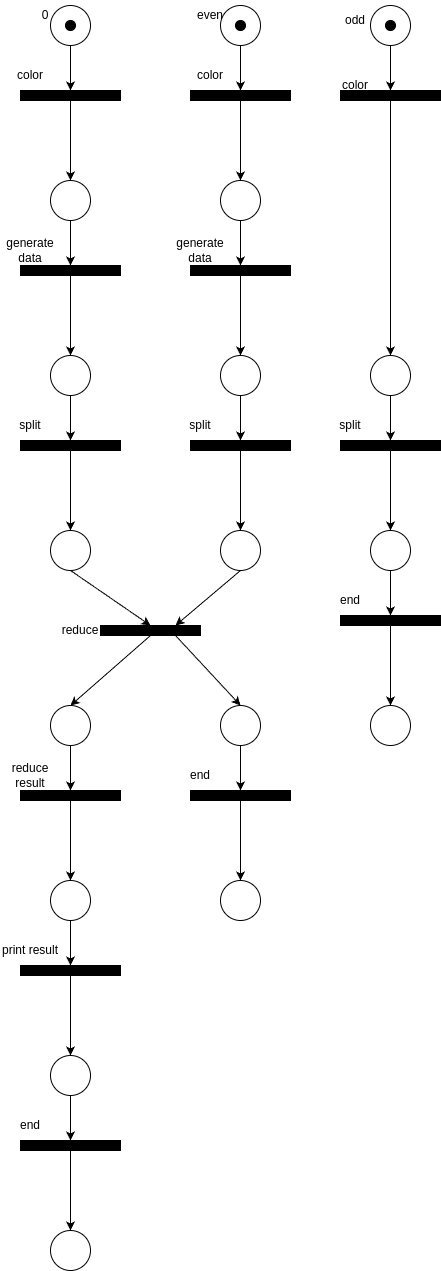 0
even
odd
color
color
color
generate
data
generate
data
split
split
split
end
reduce
reduce
result
end
print result
end